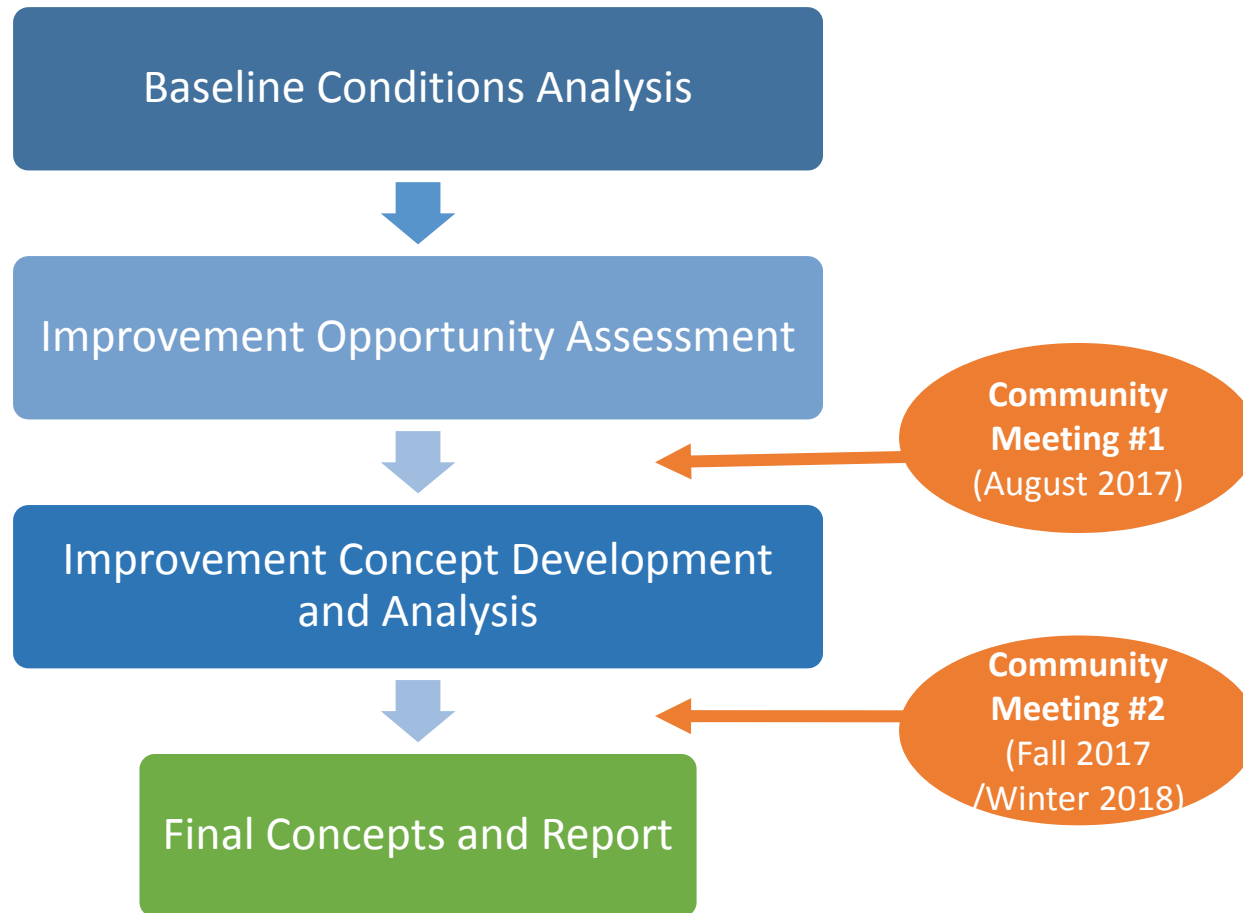 Baseline Conditions Analysis
Improvement Opportunity Assessment
Community
Meeting #1
(August 2017)
Improvement Concept Development
and Analysis
Community
Meeting #2
(Fall 2017
/Winter 2018)
Final Concepts and Report